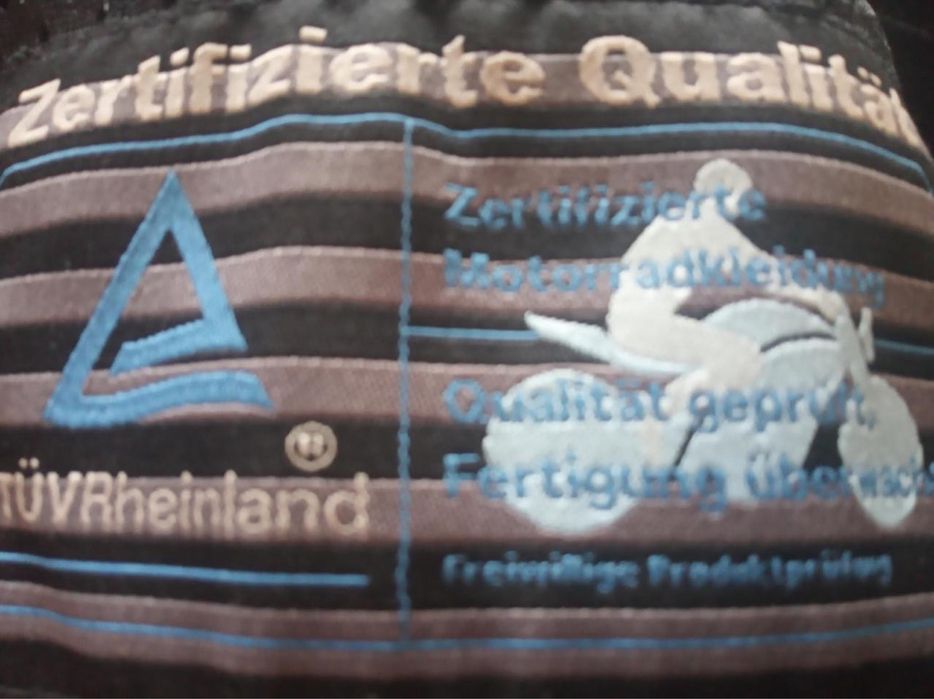 Zertifizierte Qualität
TÜVRheinland®
Zertifizierte
Motorradkleidung
Qualität geprüft,
Fertigung überwacht
Freiwillige Produktprüfung